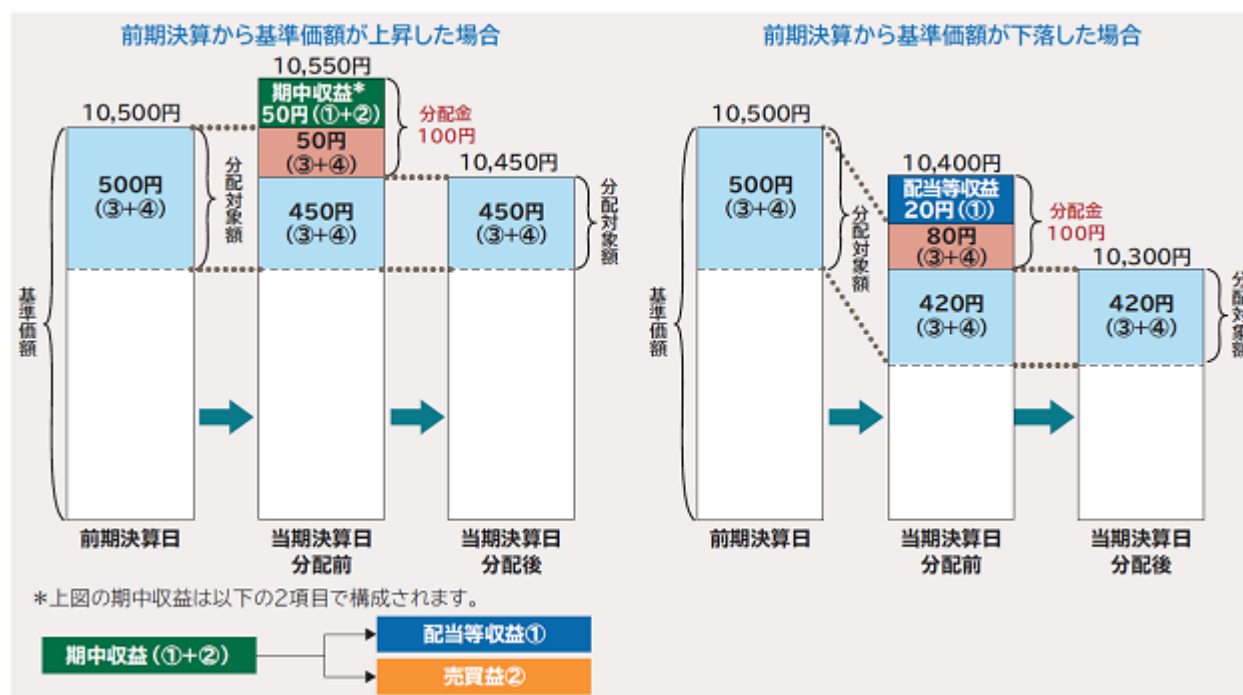 前期決算から基準価額が上昇した場合
10,500円
500円
(③+④)
分配対象額
基準価額
前期決算日
10,550円
期中収益*
50円(①+②)
50円
(③+④)
450円
(③+④)
分配金
100円
当期決算日
分配前
10,450円
450円
(③+④)
分配対象額
当期決算日
分配後
前期決算から基準価額が下落した場合
10,500円
500円
(③+④)
分配対象額
基準価額
前期決算日
10,400円
配当等収益
20円(①)
80円
(③+④)
420円
(③+④)
分配金
100円
当期決算日
分配前
10,300円
420円
(③+④)
分配対象額
当期決算日
分配後
*上図の期中収益は以下の2項目で構成されます。
期中収益(①+②)
配当等収益①
売買益②